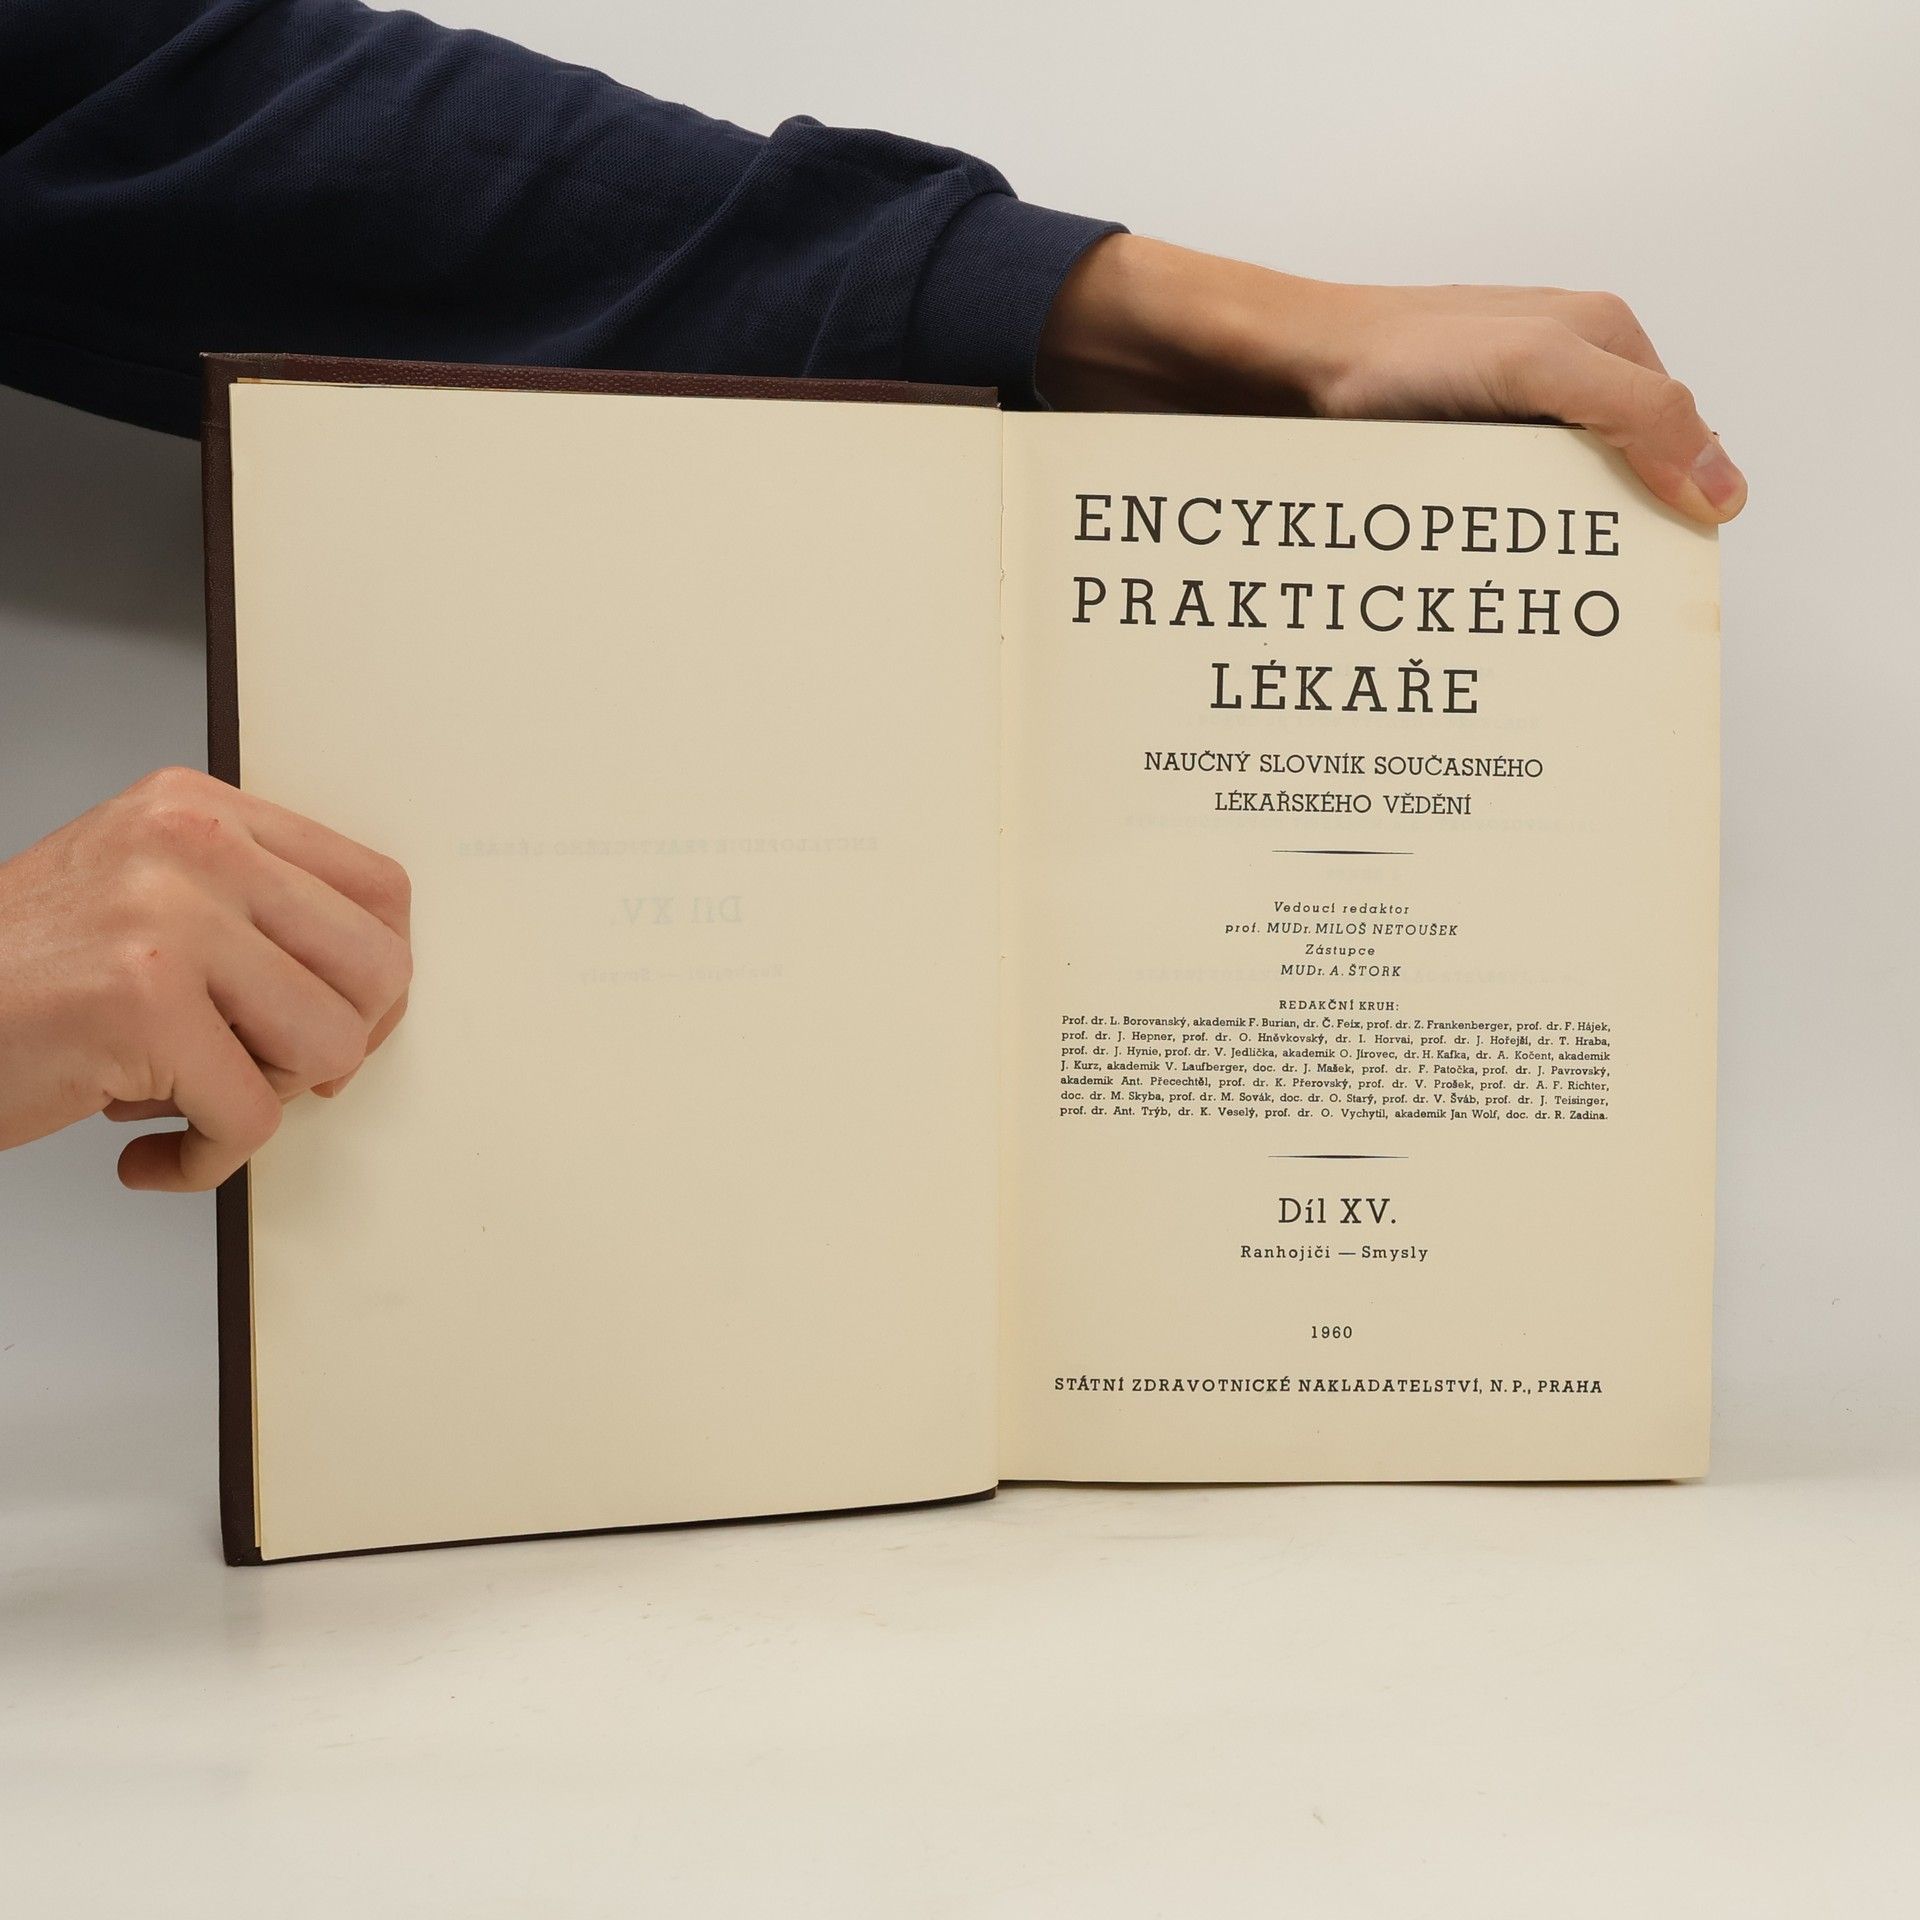 ENCYKLOPEDIE
PRAKTICKÉHO
LÉKAŘE
NAUČNÝ SLOVNÍK SOUČASNÉHO
LÉKAŘSKÉHO VĚDĚNÍ
Vedoucí redaktor
prof. MUDr. MILOŠ NETOUŠEK
Zástupce
MUDr. A. ŠTORK
REDAKČNÍ KRUH:
Prof. dr. L. Borovanský, akademik F. Burian, dr. Č. Feix, prof. dr. Z. Frankenberger, prof. dr. F. Hájek,
prof. dr. J. Hepner, prof. dr. O. Hněvkovský, dr. I. Horvai, prof. dr. J. Hořejší, dr. T. Hraba,
prof. dr. J. Hynie, prof. dr. V. Jedlička, akademik O. Jírovec, dr. H. Kafka, dr. A. Kočent, akademik
J. Kurz, akademik V. Laufberger, doc. dr. J. Mašek, prof. dr. F. Patočka, prof. dr. J. Pavrovský,
akademik Ant. Přecechtěl, prof. dr. K. Přerovský, prof. dr. V. Prošek, prof. dr. A. F. Richter,
doc. dr. M. Skyba, prof. dr. M. Sovák, doc. dr. O. Starý, prof. dr. V. Šváb, prof. dr. J. Teisinger,
prof. dr. Ant. Trýb, dr. K. Veselý, prof. dr. O. Vychytil, akademik Jan Wolf, doc. dr. R. Zadina.
Díl XV.
Ranhojiči — Smysly
1960
STÁTNÍ ZDRAVOTNICKÉ NAKLADATELSTVÍ, N. P., PRAHA